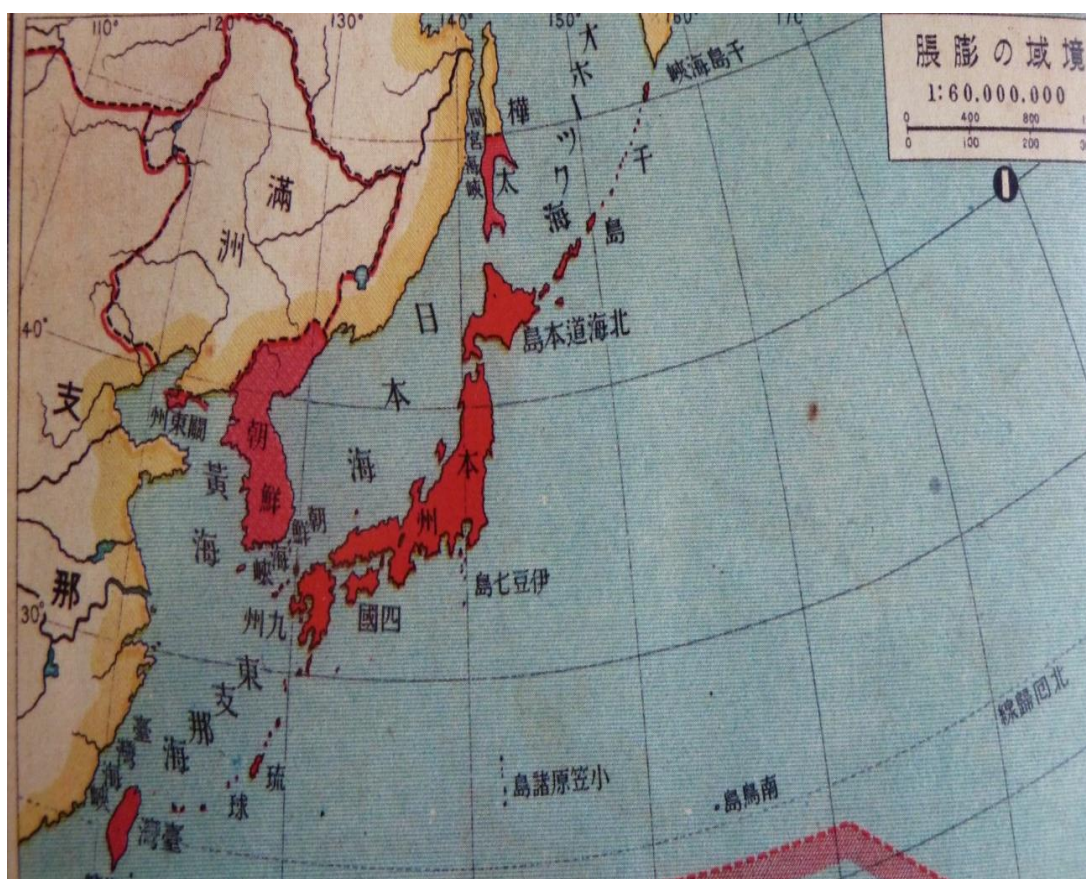 110°
120°
130°
140°
150°
160°
170
境域の膨脹
1:60.000.000
0 400 800
0 100 200
オホーツク海
千島海峽
樺太
間宮海峽
千島
滿洲
日本海
北海道本島
40°
支那
關東州
朝鮮
黃海
本州
朝鮮海峽
伊豆七島
九州
四國
30°
東支那海
北回歸線
琉球
小笠原諸島
南鳥島
臺灣海峽
臺灣